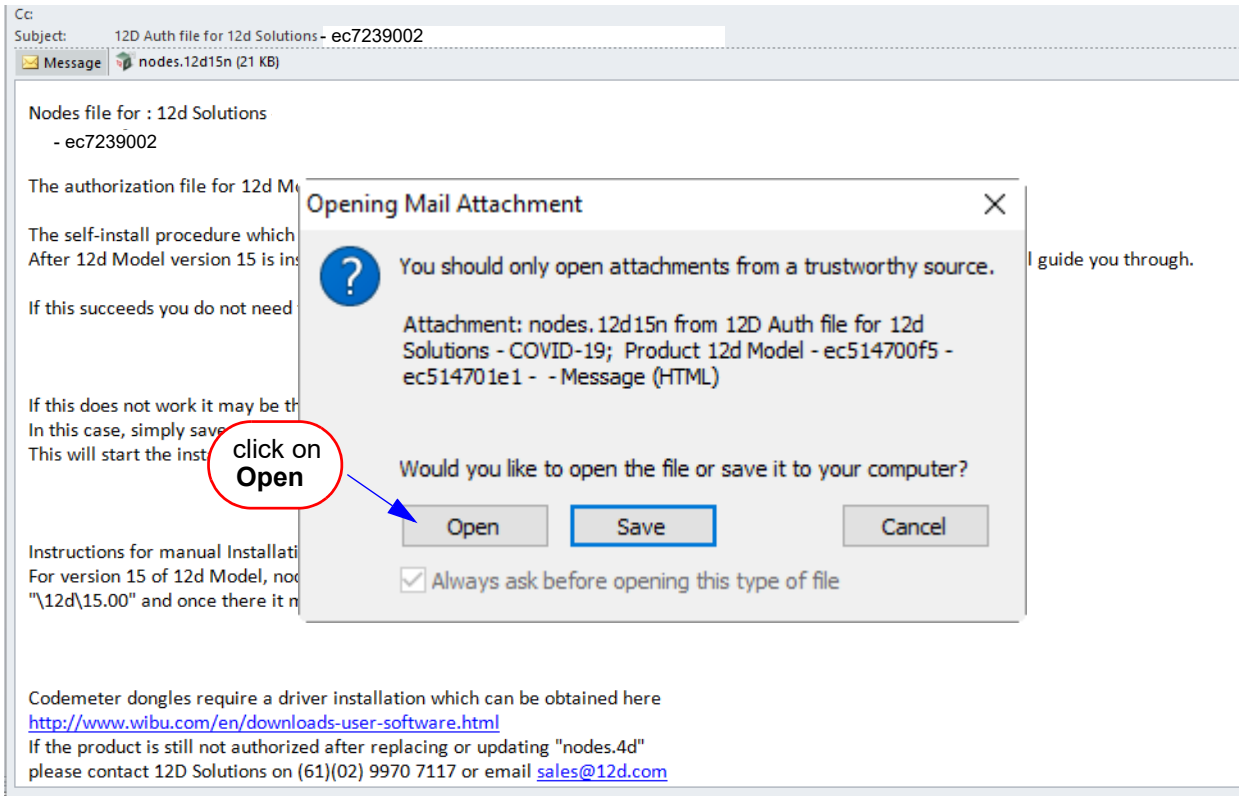 Cc:
Subject: 12D Auth file for 12d Solutions - ec7239002
Message nodes.12d15n (21 KB)
Nodes file for : 12d Solutions
- ec7239002
The authorization file for 12d
The self-install procedure which
After 12d Model version 15 is
l guide you through.
If this succeeds you do not need
If this does not work it may be
In this case, simply save
This will start the
Instructions for manual
For version 15 of 12d Model,
"\12d\15.00" and once there it
Opening Mail Attachment
You should only open attachments from a trustworthy source.
Attachment: nodes.12d15n from 12D Auth file for 12d
Solutions - COVID-19; Product 12d Model - ec514700f5 -
ec514701e1 - - Message (HTML)
Would you like to open the file or save it to your computer?
Open Save Cancel
Always ask before opening this type of file
click on
Open
Codemeter dongles require a driver installation which can be obtained here
http://www.wibu.com/en/downloads-user-software.html
If the product is still not authorized after replacing or updating "nodes.4d"
please contact 12D Solutions on (61)(02) 9970 7117 or email sales@12d.com